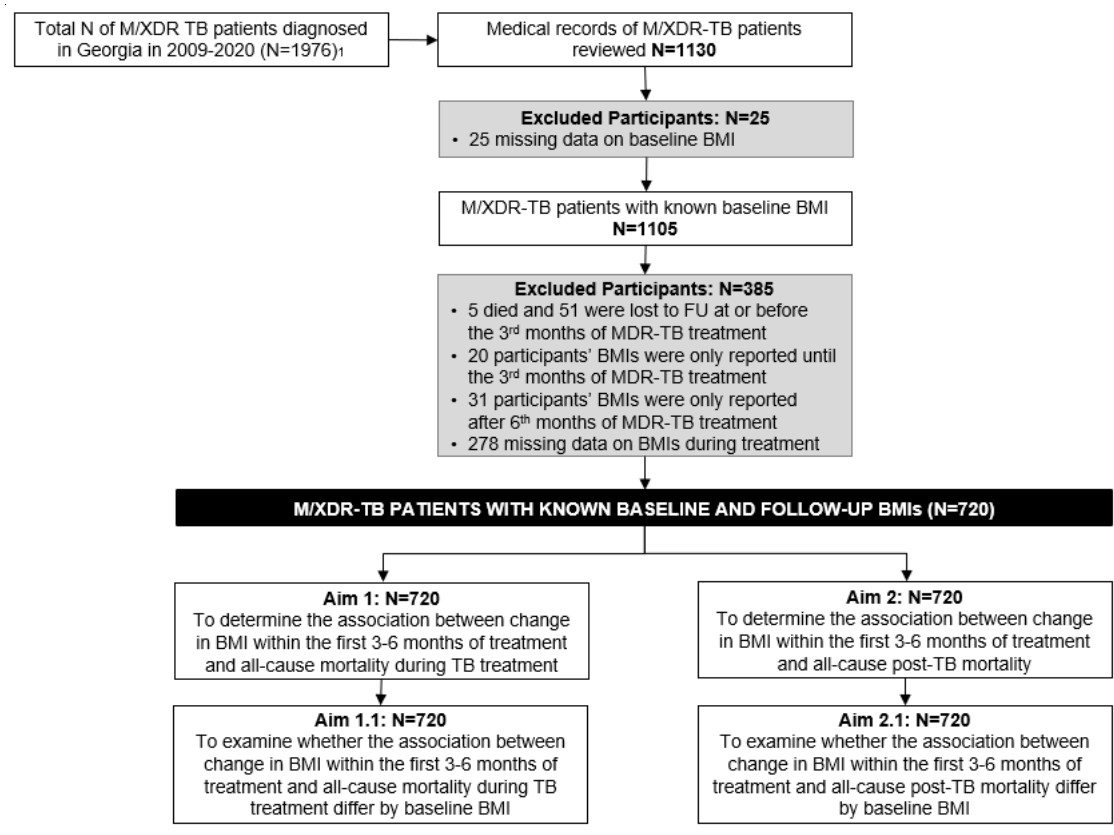 Total N of M/XDR TB patients diagnosed
in Georgia in 2009-2020 (N=1976)₁
Medical records of M/XDR-TB patients
reviewed N=1130
Excluded Participants: N=25
• 25 missing data on baseline BMI
M/XDR-TB patients with known baseline BMI
N=1105
Excluded Participants: N=385
• 5 died and 51 were lost to FU at or before
the 3rd months of MDR-TB treatment
• 20 participants’ BMIs were only reported until
the 3rd months of MDR-TB treatment
• 31 participants’ BMIs were only reported
after 6th months of MDR-TB treatment
• 278 missing data on BMIs during treatment
M/XDR-TB PATIENTS WITH KNOWN BASELINE AND FOLLOW-UP BMIs (N=720)
Aim 1: N=720
To determine the association between change
in BMI within the first 3-6 months of treatment
and all-cause mortality during TB treatment
Aim 2: N=720
To determine the association between change
in BMI within the first 3-6 months of treatment
and all-cause post-TB mortality
Aim 1.1: N=720
To examine whether the association between
change in BMI within the first 3-6 months of
treatment and all-cause mortality during TB
treatment differ by baseline BMI
Aim 2.1: N=720
To examine whether the association between
change in BMI within the first 3-6 months of
treatment and all-cause post-TB mortality differ
by baseline BMI